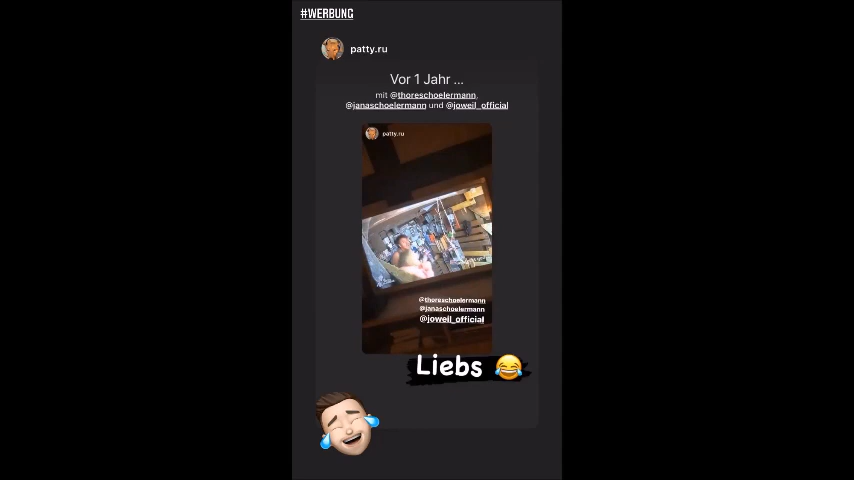 #WERBUNG
patty.ru
Vor 1 Jahr ...
mit @thoreschoelermann,
@janaschoelermann und @joweil_official
patty.ru
@thoreschoelermann
@janaschoelermann
@joweil_official
Liebs 😂